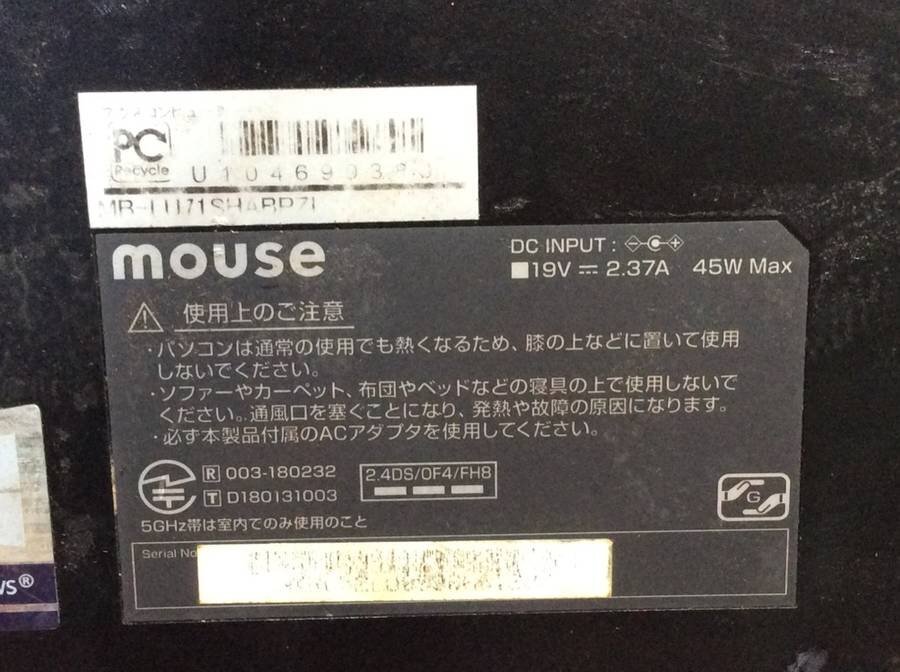 PC
Recycle
mouse
DC INPUT :
■19V ⎓ 2.37A 45W Max
使用上のご注意
・パソコンは通常の使用でも熱くなるため、膝の上などに置いて使用
しないでください。
・ソファーやカーペット、布団やベッドなどの寝具の上で使用しないで
ください。通風口を塞ぐことになり、発熱や故障の原因になります。
・必ず本製品付属のACアダプタを使用してください。
R 003-180232
T D180131003
2.4DS/OF4/FH8
G
5GHz帯は室内でのみ使用のこと
Serial No